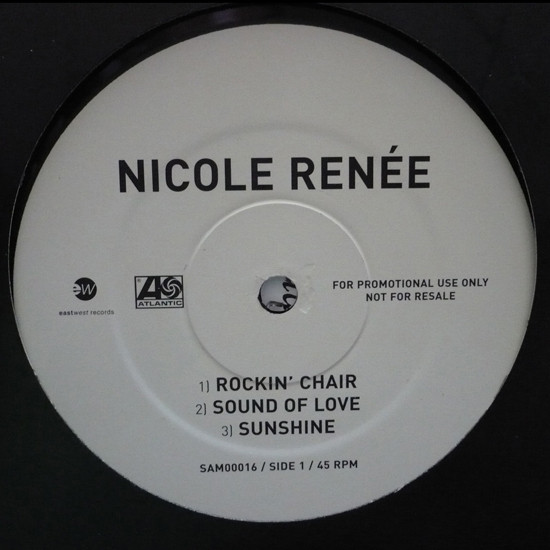 NICOLE RENÉE
ew
eastwest records
ATLANTIC
FOR PROMOTIONAL USE ONLY
NOT FOR RESALE
1) ROCKIN' CHAIR
2) SOUND OF LOVE
3) SUNSHINE
SAM00016 / SIDE 1 / 45 RPM